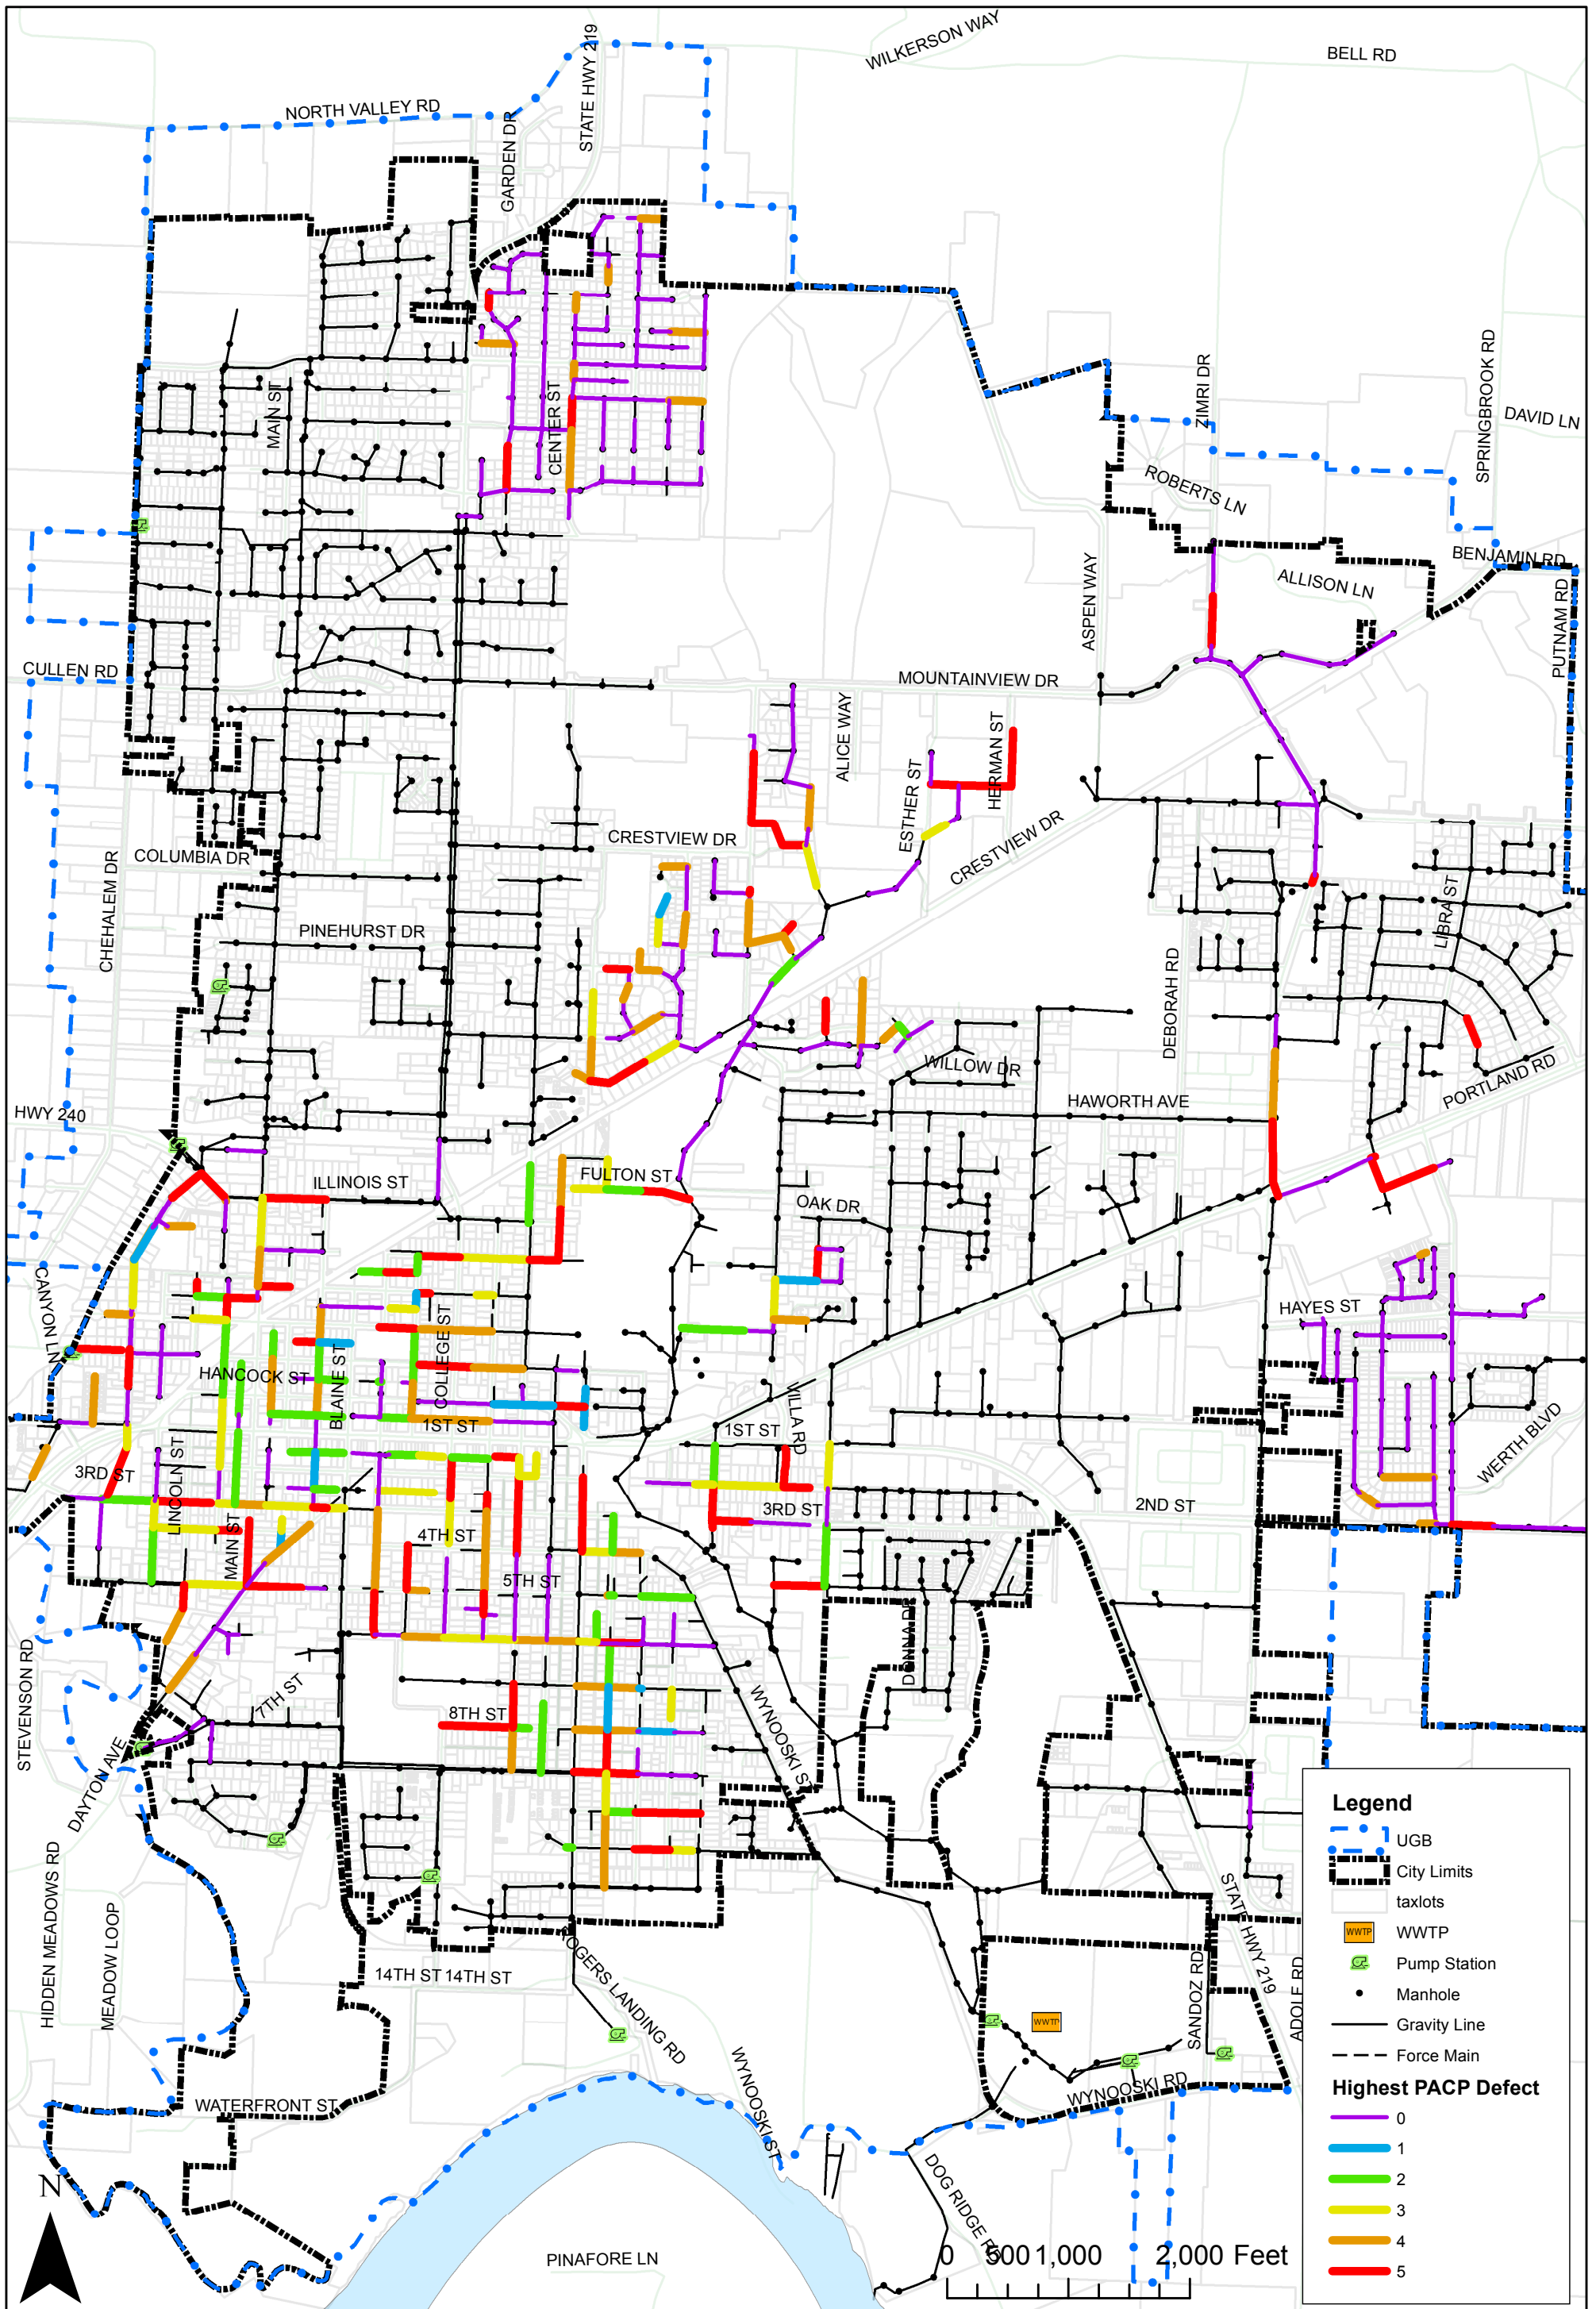 WILKERSON WAY
BELL RD
STATE HWY 219
NORTH VALLEY RD
GARDEN DR
ZIMRI DR
SPRINGBROOK RD
DAVID LN
MAIN ST
CENTER ST
ROBERTS LN
BENJAMIN RD
ALLISON LN
ASPEN WAY
PUTNAM RD
CULLEN RD
MOUNTAINVIEW DR
ALICE WAY
HERMAN ST
ESTHER ST
CRESTVIEW DR
CRESTVIEW DR
COLUMBIA DR
CHEHALEM DR
LIBRA ST
PINEHURST DR
DEBORAH RD
WILLOW DR
PORTLAND RD
HAWORTH AVE
HWY 240
ILLINOIS ST
FULTON ST
OAK DR
CANYON LN
HAYES ST
COLLEGE ST
BLAINE ST
HANCOCK ST
VILLA RD
1ST ST
1ST ST
WERTH BLVD
LINCOLN ST
3RD ST
3RD ST
2ND ST
MAIN ST
4TH ST
5TH ST
DONNA DR
STEVENSON RD
7TH ST
8TH ST
WYNOOSKI ST
DAYTON AVE
HIDDEN MEADOWS RD
MEADOW LOOP
STATE HWY 219
14TH ST 14TH ST
ROGERS LANDING RD
SANDOZ RD
ADOLF RD
WWTP
WYNOOSKI ST
WYNOOSKI RD
WATERFRONT ST
DOG RIDGE RD
PINAFORE LN
N
0 500 1,000 2,000 Feet
Legend
UGB
City Limits
taxlots
WWTP WWTP
Pump Station
Manhole
Gravity Line
Force Main
Highest PACP Defect
0
1
2
3
4
5